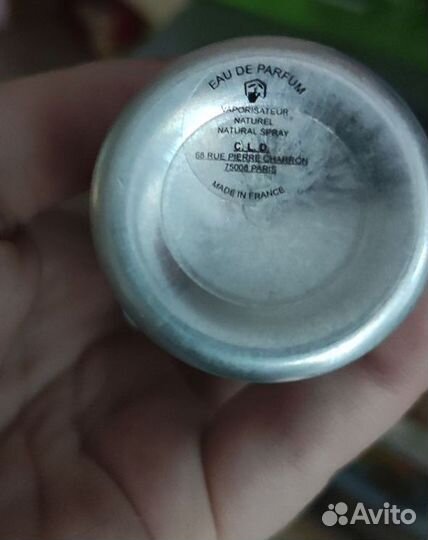 EAU DE PARFUM
VAPORISATEUR
NATUREL
NATURAL SPRAY
C. L. D.
68 RUE PIERRE CHARRON
75008 PARIS
MADE IN FRANCE
Avito